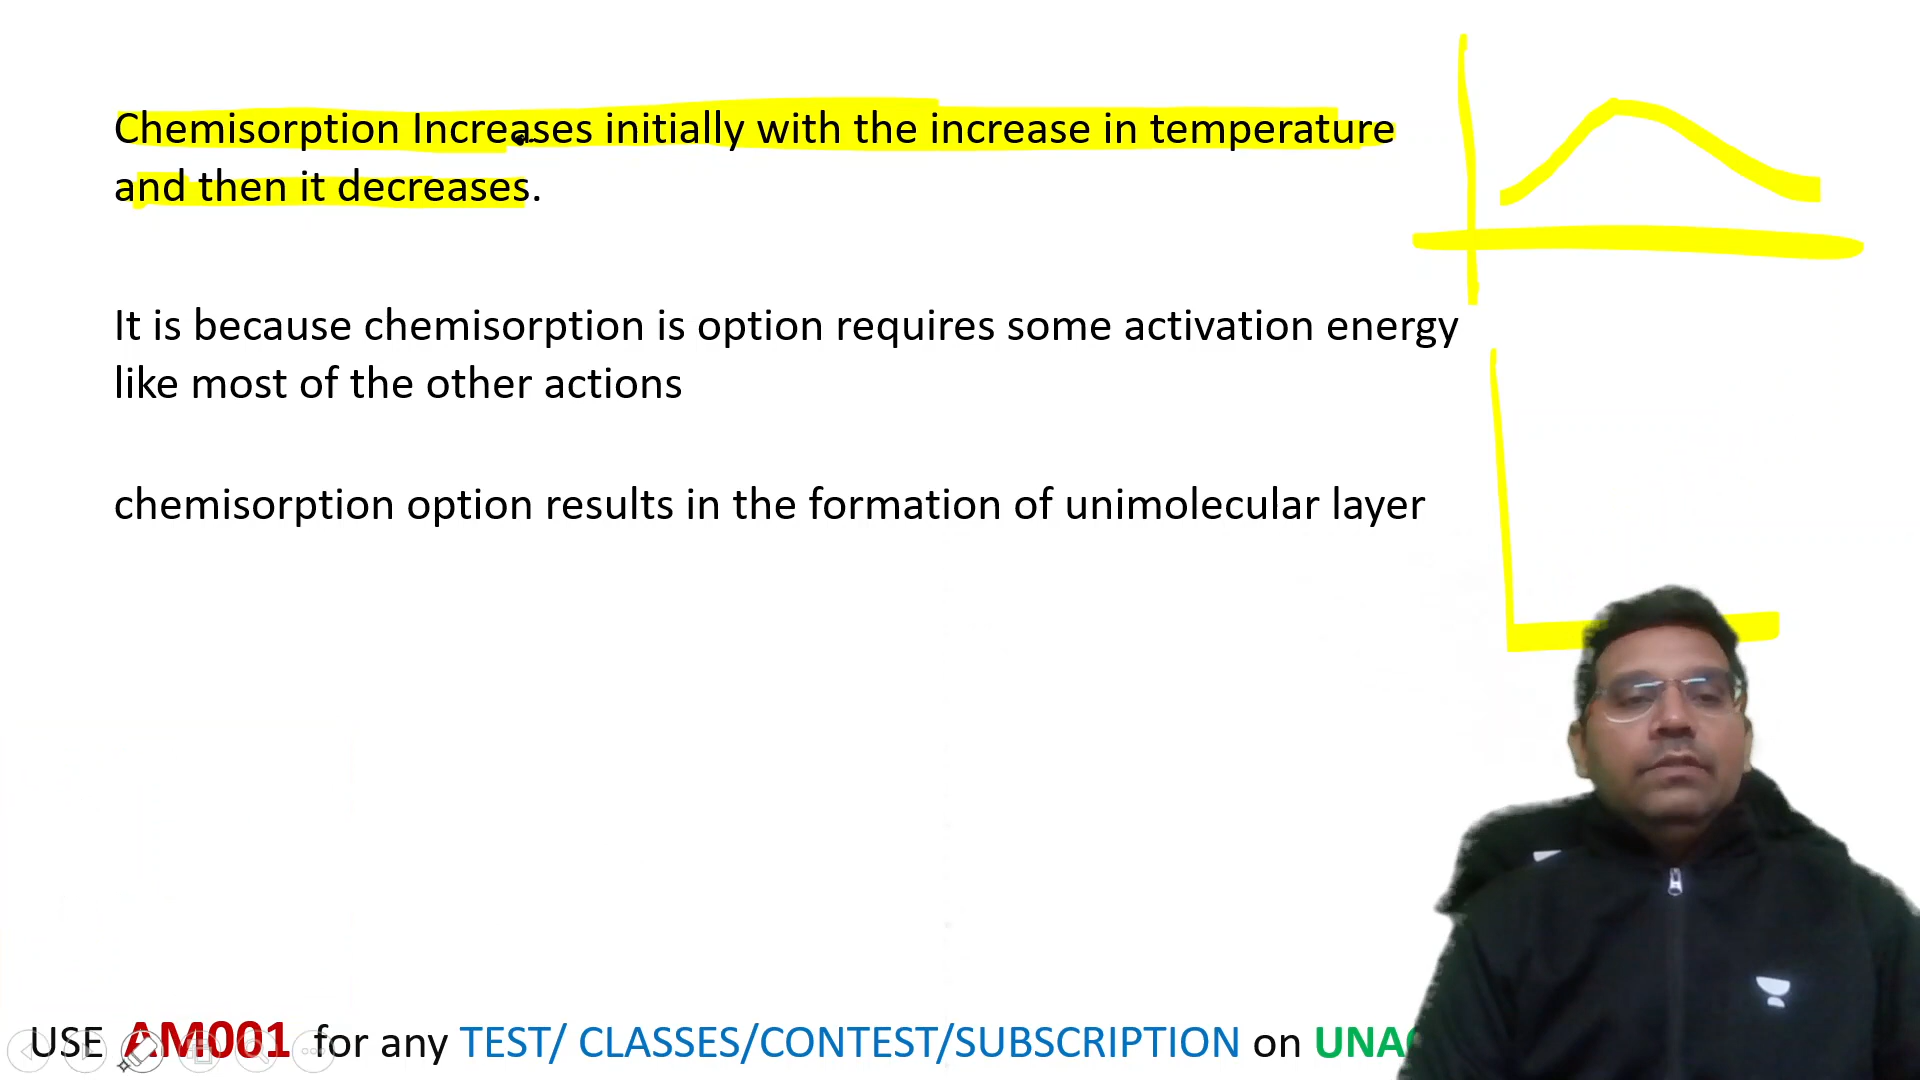 Chemisorption Increases initially with the increase in temperature
and then it decreases.
It is because chemisorption is option requires some activation energy
like most of the other actions
chemisorption option results in the formation of unimolecular layer
USE AM001 for any TEST/ CLASSES/CONTEST/SUBSCRIPTION on